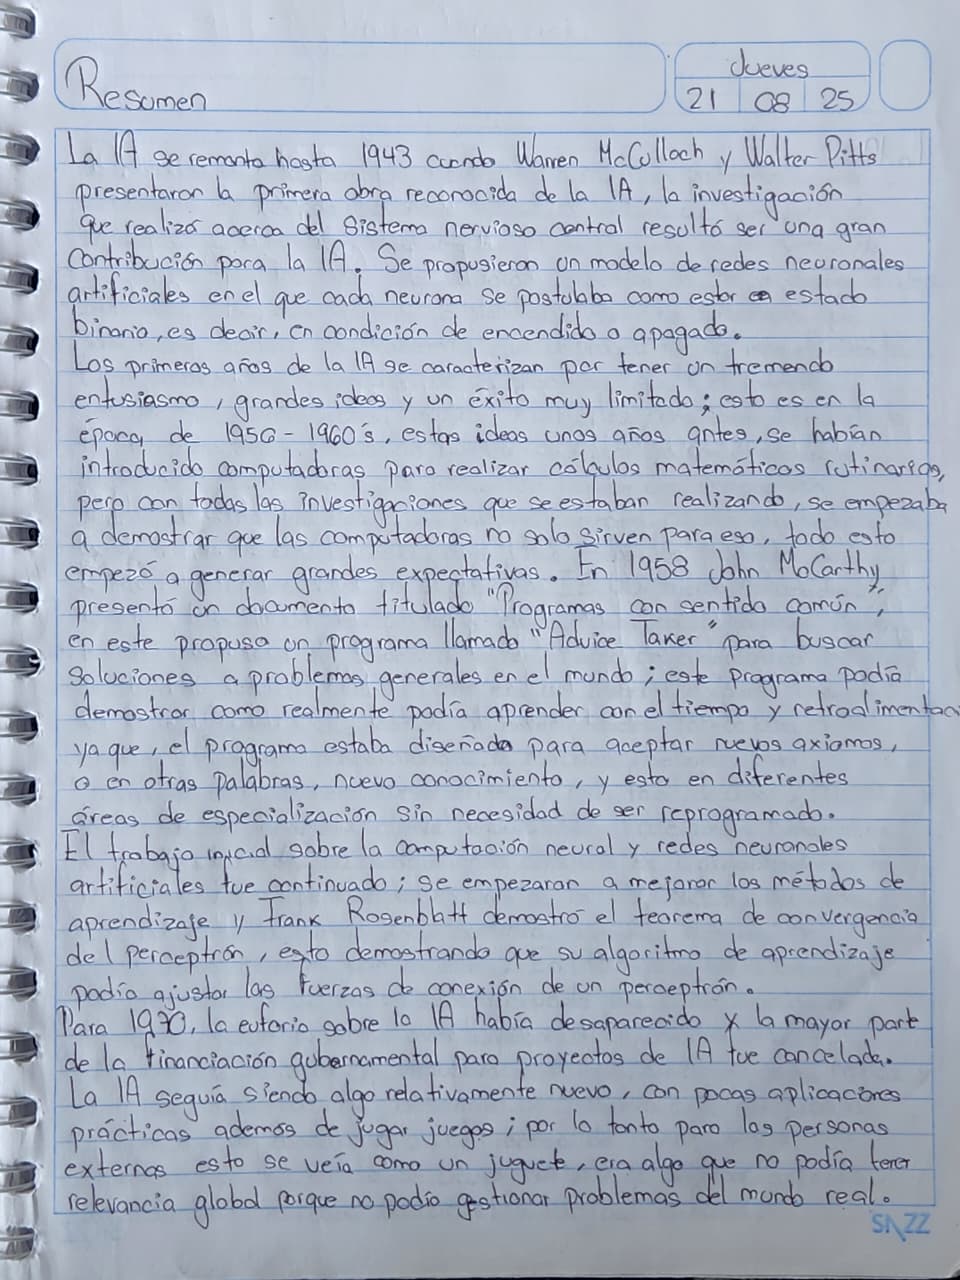 Resumen
Jueves
21 08 25
La IA se remonta hasta 1943 cuando Warren McCulloch y Walter Pitts
presentaron la primera obra reconocida de la IA, la investigación
que realizó acerca del sistema nervioso central resultó ser una gran
contribución para la IA. Se propusieron un modelo de redes neuronales
artificiales en el que cada neurona se postulaba como estar en estado
binario, es decir, en condición de encendido o apagado.
Los primeros años de la IA se caracterizan por tener un tremendo
entusiasmo, grandes ideas y un éxito muy limitado; esto es en la
época de 1950-1960's, estas ideas unos años antes, se habían
introducido computadoras para realizar cálculos matemáticos rutinarios,
pero con todas las investigaciones que se estaban realizando, se empezaba
a demostrar que las computadoras no solo sirven para eso, todo esto
empezó a generar grandes expectativas. En 1958 John McCarthy
presentó un documento titulado "Programas con sentido común",
en este propuso un programa llamado "Advice Taker" para buscar
soluciones a problemas generales en el mundo; este programa podía
demostrar como realmente podía aprender con el tiempo y
ya que, el programa estaba diseñado para aceptar nuevos axiomas,
o en otras palabras, nuevo conocimiento, y esto en diferentes
áreas de especialización sin necesidad de ser reprogramado.
El trabajo inicial sobre la computación neural y redes neuronales
artificiales fue continuado; se empezaran a mejorar los métodos de
aprendizaje y Frank Rosenblatt demostró el teorema de convergencia
del perceptrón, esto demostrando que su algoritmo de aprendizaje
podía ajustar las fuerzas de conexión de un perceptrón.
Para 1970, la euforia sobre la IA había desaparecido y la mayor parte
de la financiación gubernamental para proyectos de IA fue cancelada.
La IA seguía siendo algo relativamente nuevo, con pocas aplicaciones
prácticas además de jugar juegos; por lo tanto para las personas
externas esto se veía como un juguete, era algo que no podía tener
relevancia global porque no podía gestionar problemas del mundo real.